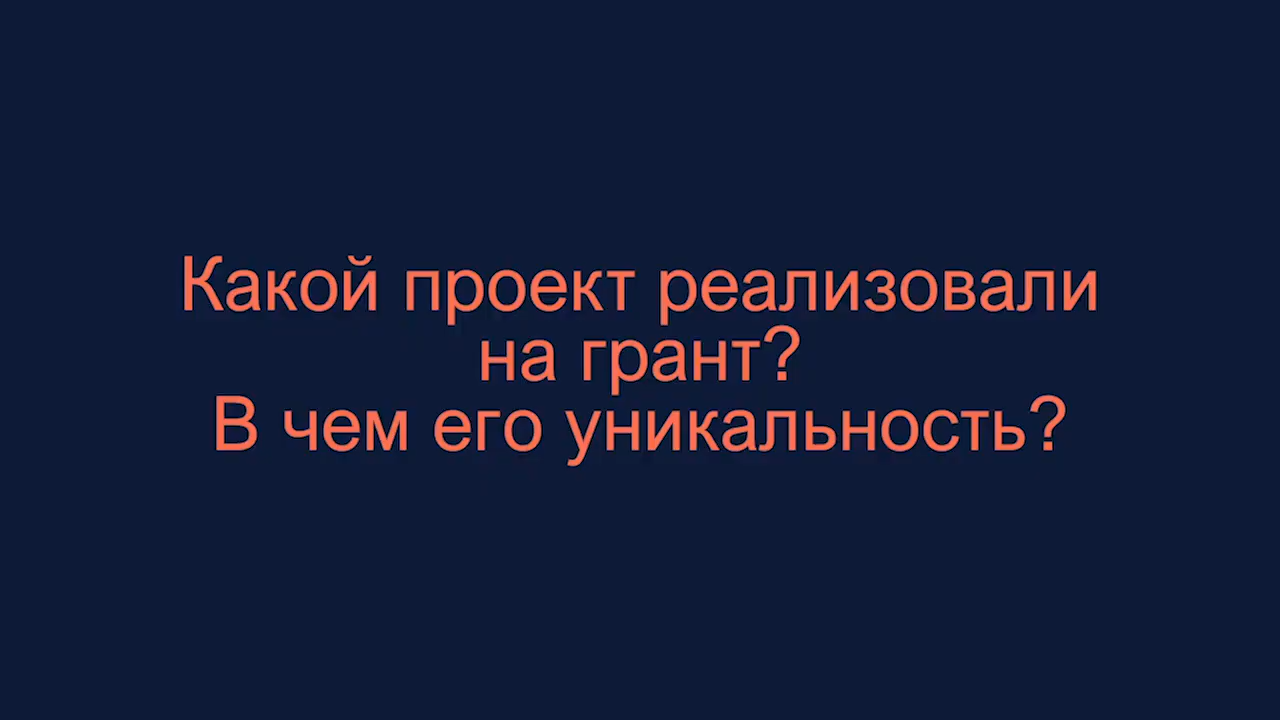 Какой проект реализовали
на грант?
В чем его уникальность?